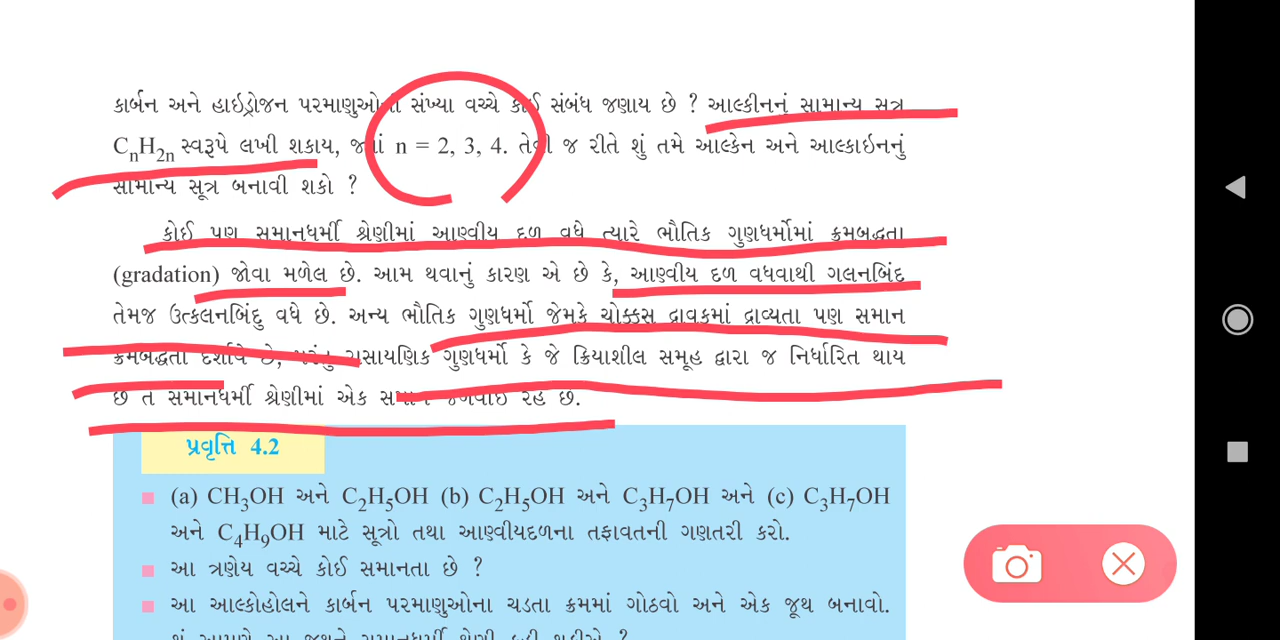 કાર્બન અને હાઇડ્રોજન પરમાણુઓની સંખ્યા વચ્ચે કોઈ સંબંધ જણાય છે ? આલ્કીનનું સામાન્ય સૂત્ર
CnH2n સ્વરૂપે લખી શકાય, જ્યાં n = 2, 3, 4. તેવી જ રીતે શું તમે આલ્કેન અને આલ્કાઇનનું
સામાન્ય સૂત્ર બનાવી શકો ?
કોઈ પણ સમાનધર્મી શ્રેણીમાં આણ્વીય દળ વધે ત્યારે ભૌતિક ગુણધર્મોમાં ક્રમબદ્ધતા
(gradation) જોવા મળેલ છે. આમ થવાનું કારણ એ છે કે, આણ્વીય દળ વધવાથી ગલનબિંદુ
તેમજ ઉત્કલનબિંદુ વધે છે. અન્ય ભૌતિક ગુણધર્મો જેમકે ચોક્કસ દ્રાવકમાં દ્રાવ્યતા પણ સમાન
ક્રમબદ્ધતા દર્શાવે છે, પરંતુ રાસાયણિક ગુણધર્મો કે જે ક્રિયાશીલ સમૂહ દ્વારા જ નિર્ધારિત થાય
છે તે સમાનધર્મી શ્રેણીમાં એક સમાન જળવાઈ રહે છે.
પ્રવૃત્તિ 4.2
(a) CH3OH અને C2H5OH (b) C2H5OH અને C3H7OH અને (c) C3H7OH
અને C4H9OH માટે સૂત્રો તથા આણ્વીયદળના તફાવતની ગણતરી કરો.
આ ત્રણેય વચ્ચે કોઈ સમાનતા છે ?
આ આલ્કોહોલને કાર્બન પરમાણુઓના ચડતા ક્રમમાં ગોઠવો અને એક જૂથ બનાવો.